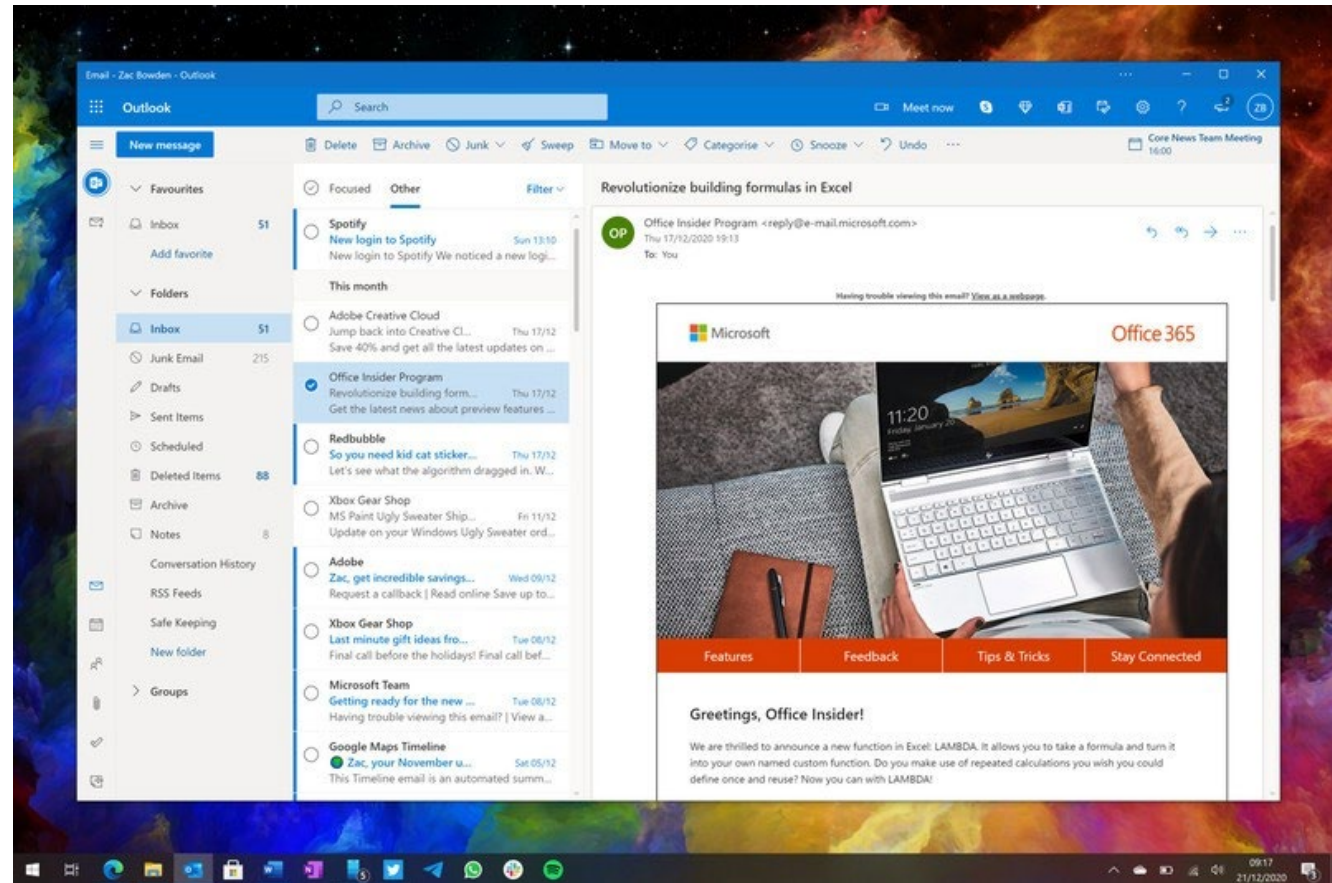 Email - Zac Bowden - Outlook
Outlook
Search
Meet now
2
ZB
New message
Delete
Archive
Junk
Sweep
Move to
Categorise
Snooze
Undo
Core News Team Meeting
16:00
Favourites
Inbox 51
Add favorite
Folders
Inbox 51
Junk Email 215
Drafts
Sent Items
Scheduled
Deleted Items 88
Archive
Notes 8
Conversation History
RSS Feeds
Safe Keeping
New folder
Groups
Focused Other Filter
Spotify
New login to Spotify Sun 13:10
New login to Spotify We noticed a new logi...
This month
Adobe Creative Cloud
Jump back into Creative Cl... Thu 17/12
Save 40% and get all the latest updates on ...
Office Insider Program
Revolutionize building form... Thu 17/12
Get the latest news about preview features ...
Redbubble
So you need kid cat sticker... Thu 17/12
Let's see what the algorithm dragged in. W...
Xbox Gear Shop
MS Paint Ugly Sweater Ship... Fri 11/12
Update on your Windows Ugly Sweater ord...
Adobe
Zac, get incredible savings... Wed 09/12
Request a callback | Read online Save up to...
Xbox Gear Shop
Last minute gift ideas fro... Tue 08/12
Final call before the holidays! Final call bef...
Microsoft Team
Getting ready for the new ... Tue 08/12
Having trouble viewing this email? | View a...
Google Maps Timeline
Zac, your November u... Sat 05/12
This Timeline email is an automated summ...
Revolutionize building formulas in Excel
OP
Office Insider Program <reply@e-mail.microsoft.com>
Thu 17/12/2020 19:13
To: You
Having trouble viewing this email? View as a webpage.
Microsoft
Office 365
11:20
Friday, January 20
Features
Feedback
Tips & Tricks
Stay Connected
Greetings, Office Insider!
We are thrilled to announce a new function in Excel: LAMBDA. It allows you to take a formula and turn it
into your own named custom function. Do you make use of repeated calculations you wish you could
define once and reuse? Now you can with LAMBDA!
09:17
21/12/2020